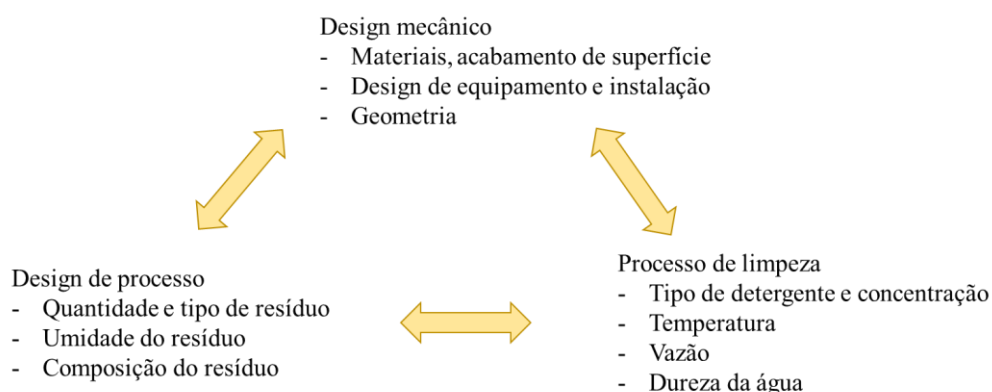 Design mecânico
- Materiais, acabamento de superfície
- Design de equipamento e instalação
- Geometria
Design de processo
- Quantidade e tipo de resíduo
- Umidade do resíduo
- Composição do resíduo
Processo de limpeza
- Tipo de detergente e concentração
- Temperatura
- Vazão
- Dureza da água